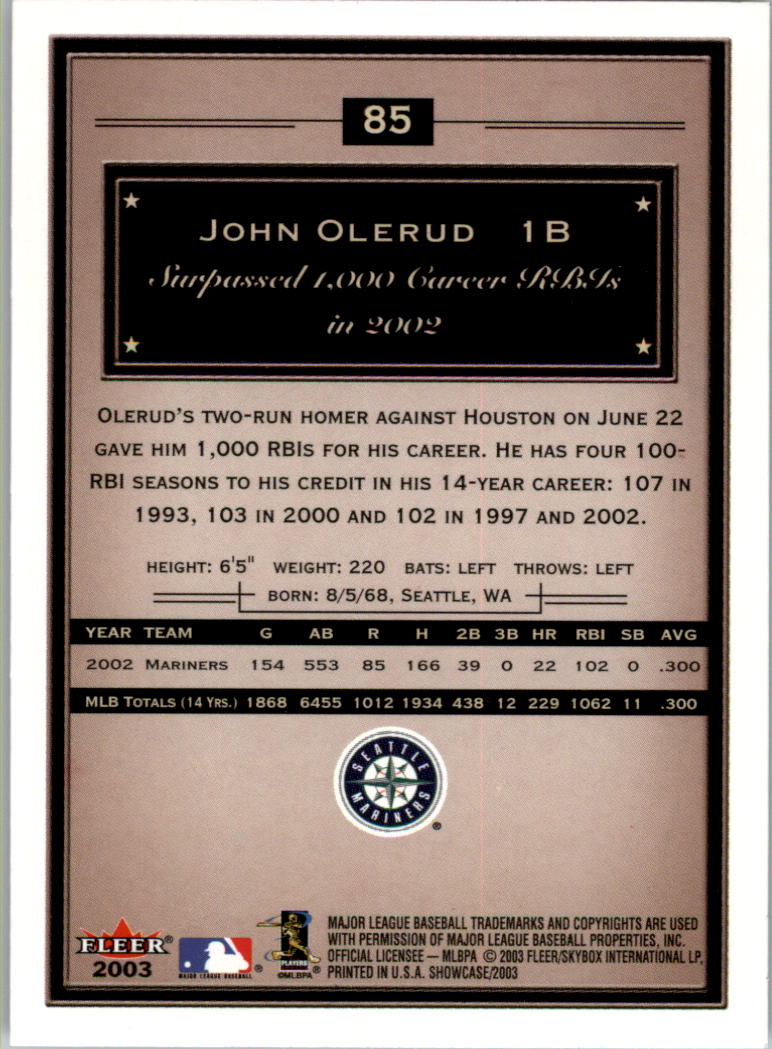 85
JOHN OLERUD 1B
Surpassed 1,000 Career RBIs
in 2002
OLERUD'S TWO-RUN HOMER AGAINST HOUSTON ON JUNE 22
GAVE HIM 1,000 RBIS FOR HIS CAREER. HE HAS FOUR 100-
RBI SEASONS TO HIS CREDIT IN HIS 14-YEAR CAREER: 107 IN
1993, 103 IN 2000 AND 102 IN 1997 AND 2002.
HEIGHT: 6'5" WEIGHT: 220 BATS: LEFT THROWS: LEFT
BORN: 8/5/68, SEATTLE, WA
YEAR TEAM G AB R H 2B 3B HR RBI SB AVG
2002 MARINERS 154 553 85 166 39 0 22 102 0 .300
MLB TOTALS (14 YRS.) 1868 6455 1012 1934 438 12 229 1062 11 .300
SEATTLE
MARINERS
®
FLEER®
2003
MAJOR LEAGUE BASEBALL
®
PLAYERS
©MLBPA ®
MAJOR LEAGUE BASEBALL TRADEMARKS AND COPYRIGHTS ARE USED
WITH PERMISSION OF MAJOR LEAGUE BASEBALL PROPERTIES, INC.
OFFICIAL LICENSEE — MLBPA © 2003 FLEER/SKYBOX INTERNATIONAL LP,
PRINTED IN U.S.A. SHOWCASE/2003